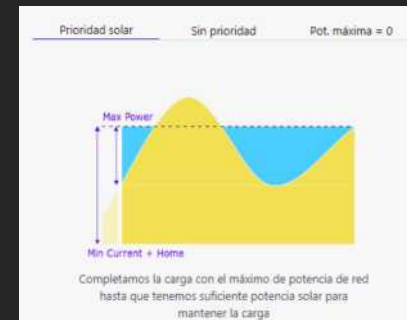 Prioridad solar Sin prioridad Pot. máxima = 0
Max Power
Min Current + Home
Completamos la carga con el máximo de potencia de red
hasta que tenemos suficiente potencia solar para
mantener la carga